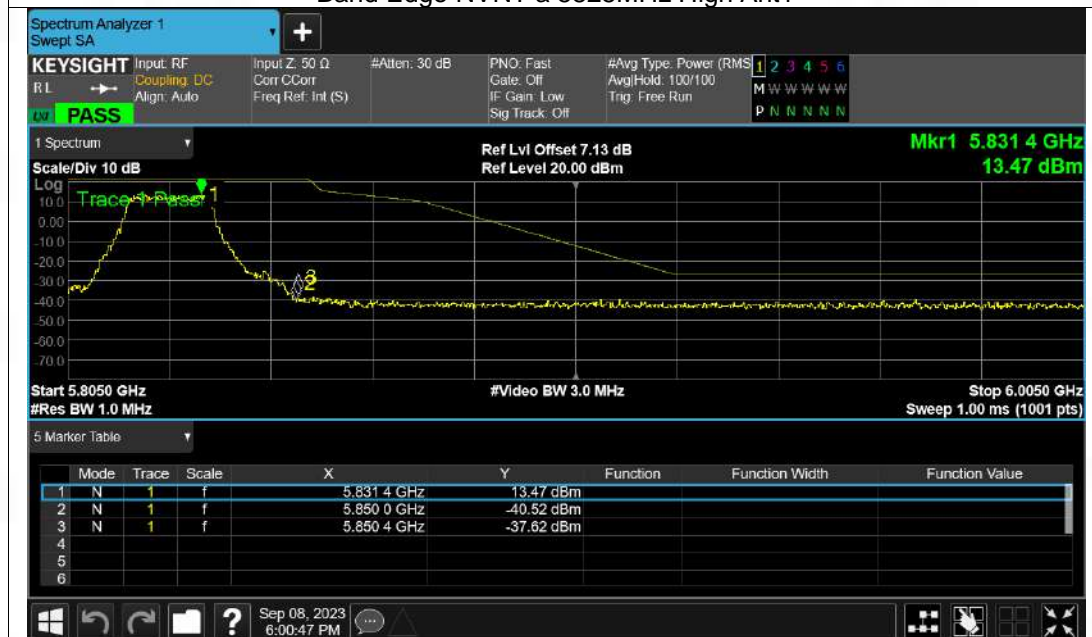 Spectrum Analyzer 1
Swept SA
+
KEYSIGHT Input: RF Input Z: 50 Ω #Atten: 30 dB PNO: Fast #Avg Type: Power (RMS 1 2 3 4 5 6
RL Coupling: DC Corr CCorr Gate: Off Avg|Hold: 100/100 M W W W W W
Align: Auto Freq Ref: Int (S) IF Gain: Low Trig: Free Run
LXI PASS Sig Track: Off P N N N N N
1 Spectrum Ref Lvl Offset 7.13 dB Mkr1 5.831 4 GHz
Scale/Div 10 dB Ref Level 20.00 dBm 13.47 dBm
Log
10.0 Trace 1 Pass 1
0.00
-10.0
-20.0
-30.0 3
2
-40.0
-50.0
-60.0
-70.0
Start 5.8050 GHz #Video BW 3.0 MHz Stop 6.0050 GHz
#Res BW 1.0 MHz Sweep 1.00 ms (1001 pts)
5 Marker Table
Mode Trace Scale X Y Function Function Width Function Value
1 N 1 f 5.831 4 GHz 13.47 dBm
2 N 1 f 5.850 0 GHz -40.52 dBm
3 N 1 f 5.850 4 GHz -37.62 dBm
4
5
6
? Sep 08, 2023
6:00:47 PM